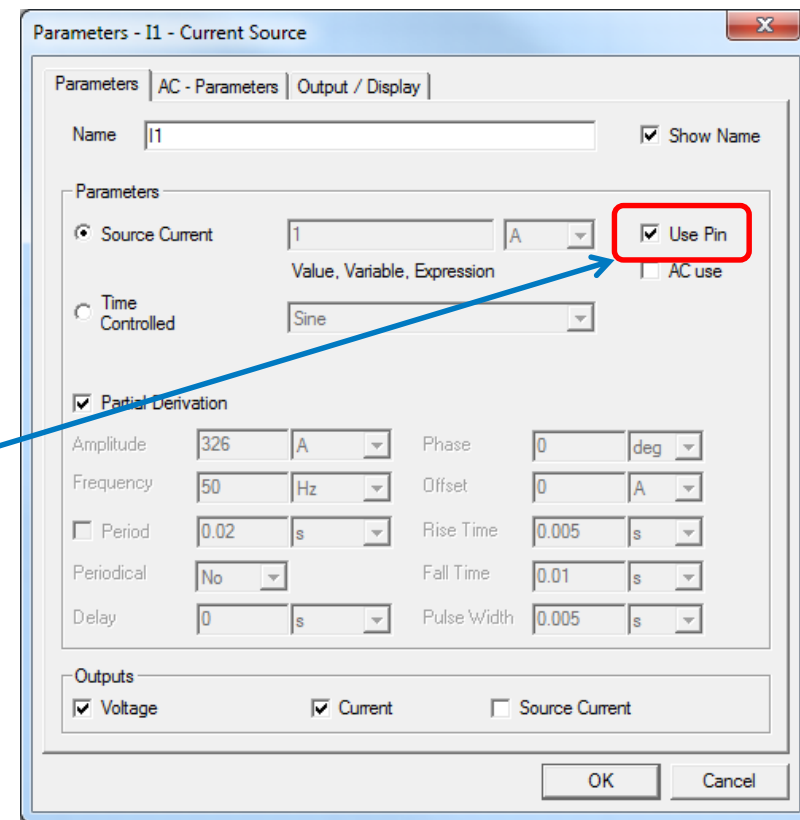 Parameters - I1 - Current Source
x
Parameters AC - Parameters Output / Display
Name I1 Show Name
Parameters
Source Current 1 A Use Pin
Value, Variable, Expression AC use
Time
Controlled Sine
Partial Derivation
Amplitude 326 A Phase 0 deg
Frequency 50 Hz Offset 0 A
Period 0.02 s Rise Time 0.005 s
Periodical No Fall Time 0.01 s
Delay 0 s Pulse Width 0.005 s
Outputs
Voltage Current Source Current
OK Cancel